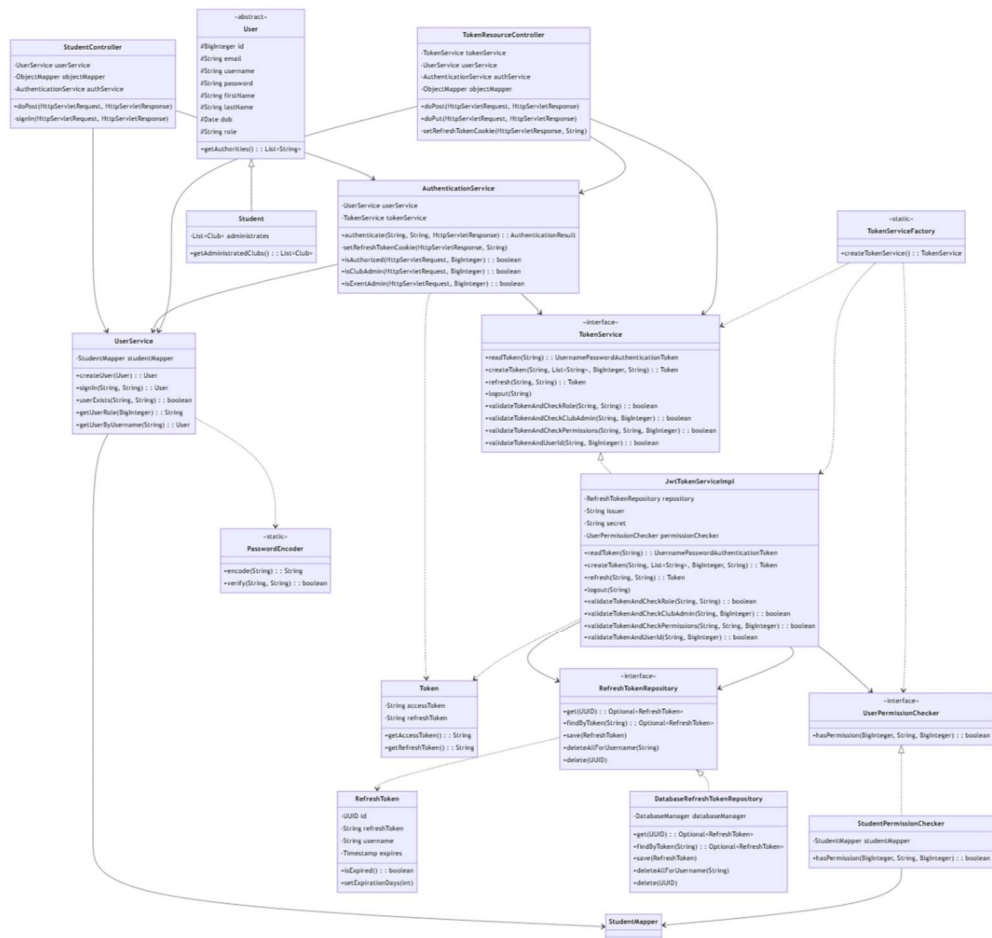 «abstract»
User
#BigInteger id
#String email
#String username
#String password
#String firstName
#String lastName
#Date dob
#String role
+getAuthorities() : : List<String>
StudentController
-UserService userService
-ObjectMapper objectMapper
-AuthenticationService authService
+doPost(HttpServletRequest, HttpServletResponse)
-signIn(HttpServletRequest, HttpServletResponse)
TokenResourceController
-TokenService tokenService
-UserService userService
-AuthenticationService authService
-ObjectMapper objectMapper
+doPost(HttpServletRequest, HttpServletResponse)
+doPut(HttpServletRequest, HttpServletResponse)
-setRefreshTokenCookie(HttpServletResponse, String)
Student
-List<Club> administrates
+getAdministratedClubs() : : List<Club>
AuthenticationService
-UserService userService
-TokenService tokenService
+authenticate(String, String, HttpServletResponse) : : AuthenticationResult
-setRefreshTokenCookie(HttpServletResponse, String)
+isAuthorized(HttpServletRequest, BigInteger) : : boolean
+isClubAdmin(HttpServletRequest, BigInteger) : : boolean
+isEventAdmin(HttpServletRequest, BigInteger) : : boolean
«static»
TokenServiceFactory
+createTokenService() : : TokenService
UserService
-StudentMapper studentMapper
+createUser(User) : : User
+signIn(String, String) : : User
+userExists(String, String) : : boolean
+getUserRole(BigInteger) : : String
+getUserByUsername(String) : : User
«interface»
TokenService
+readToken(String) : : UsernamePasswordAuthenticationToken
+createToken(String, List<String>, BigInteger, String) : : Token
+refresh(String, String) : : Token
+logout(String)
+validateTokenAndCheckRole(String, String) : : boolean
+validateTokenAndCheckClubAdmin(String, BigInteger) : : boolean
+validateTokenAndCheckPermissions(String, String, BigInteger) : : boolean
+validateTokenAndUserId(String, BigInteger) : : boolean
JwtTokenServiceImpl
-RefreshTokenRepository repository
-String issuer
-String secret
-UserPermissionChecker permissionChecker
+readToken(String) : : UsernamePasswordAuthenticationToken
+createToken(String, List<String>, BigInteger, String) : : Token
+refresh(String, String) : : Token
+logout(String)
+validateTokenAndCheckRole(String, String) : : boolean
+validateTokenAndCheckClubAdmin(String, BigInteger) : : boolean
+validateTokenAndCheckPermissions(String, String, BigInteger) : : boolean
+validateTokenAndUserId(String, BigInteger) : : boolean
«static»
PasswordEncoder
+encode(String) : : String
+verify(String, String) : : boolean
Token
-String accessToken
-String refreshToken
+getAccessToken() : : String
+getRefreshToken() : : String
«interface»
RefreshTokenRepository
+get(UUID) : : Optional<RefreshToken>
+findByToken(String) : : Optional<RefreshToken>
+save(RefreshToken)
+deleteAllForUsername(String)
+delete(UUID)
«interface»
UserPermissionChecker
+hasPermission(BigInteger, String, BigInteger) : : boolean
RefreshToken
-UUID id
-String refreshToken
-String username
-Timestamp expires
+isExpired() : : boolean
+setExpirationDays(int)
DatabaseRefreshTokenRepository
-DatabaseManager databaseManager
+get(UUID) : : Optional<RefreshToken>
+findByToken(String) : : Optional<RefreshToken>
+save(RefreshToken)
+deleteAllForUsername(String)
+delete(UUID)
StudentPermissionChecker
-StudentMapper studentMapper
+hasPermission(BigInteger, String, BigInteger) : : boolean
StudentMapper